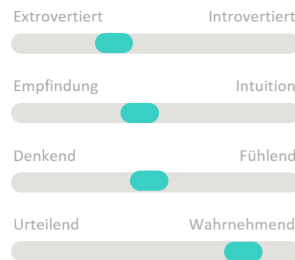 Extrovertiert Introvertiert
Empfindung Intuition
Denkend Fühlend
Urteilend Wahrnehmend